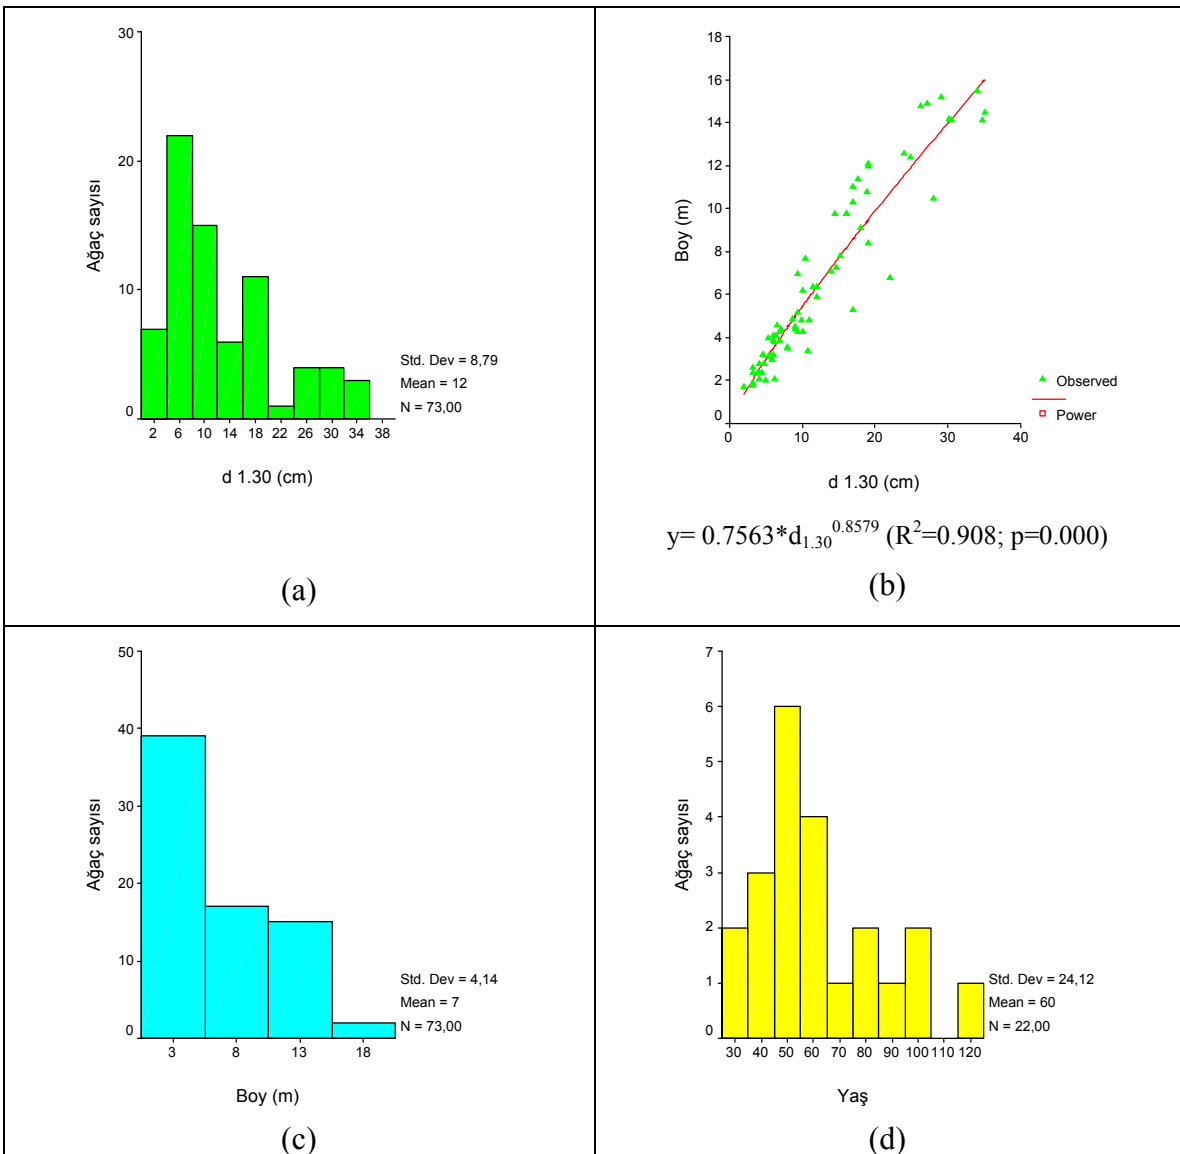 30
20
10
0
Ağaç sayısı
2 6 10 14 18 22 26 30 34 38
d 1.30 (cm)
Std. Dev = 8,79
Mean = 12
N = 73,00
(a)
18
16
14
12
10
8
6
4
2
0
Boy (m)
0 10 20 30 40
d 1.30 (cm)
Observed
Power
y= 0.7563*d1.30^0.8579 (R²=0.908; p=0.000)
(b)
50
40
30
20
10
0
Ağaç sayısı
3 8 13 18
Boy (m)
Std. Dev = 4,14
Mean = 7
N = 73,00
(c)
7
6
5
4
3
2
1
0
Ağaç sayısı
30 40 50 60 70 80 90 100 110 120
Yaş
Std. Dev = 24,12
Mean = 60
N = 22,00
(d)